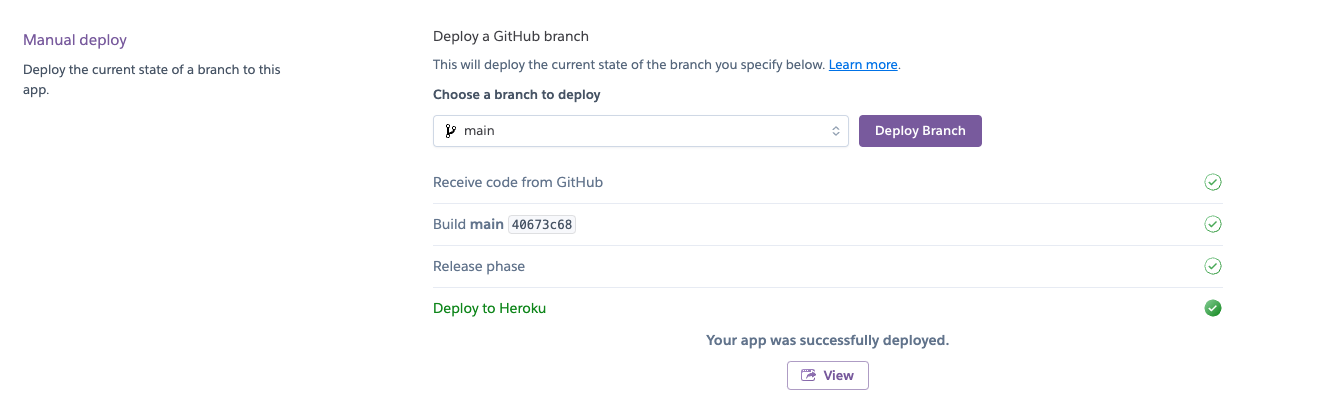 Manual deploy
Deploy the current state of a branch to this
app.
Deploy a GitHub branch
This will deploy the current state of the branch you specify below. Learn more.
Choose a branch to deploy
main
Deploy Branch
Receive code from GitHub
Build main 40673c68
Release phase
Deploy to Heroku
Your app was successfully deployed.
View